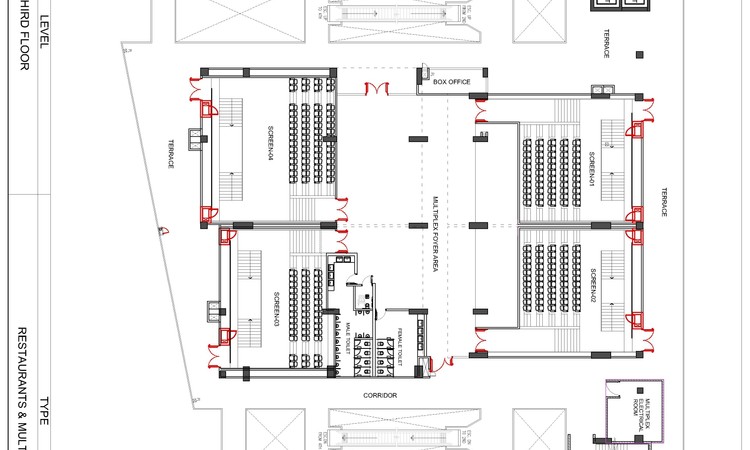 LEVEL
THIRD FLOOR
TYPE
RESTAURANTS & MULT
TERRACE
BOX OFFICE
SCREEN-04
SCREEN-01
TERRACE
TERRACE
MULTIPLEX FOYER AREA
SCREEN-03
SCREEN-02
MALE TOILET
FEMALE TOILET
CORRIDOR
MULTIPLEX
ELECTRICAL
ROOM